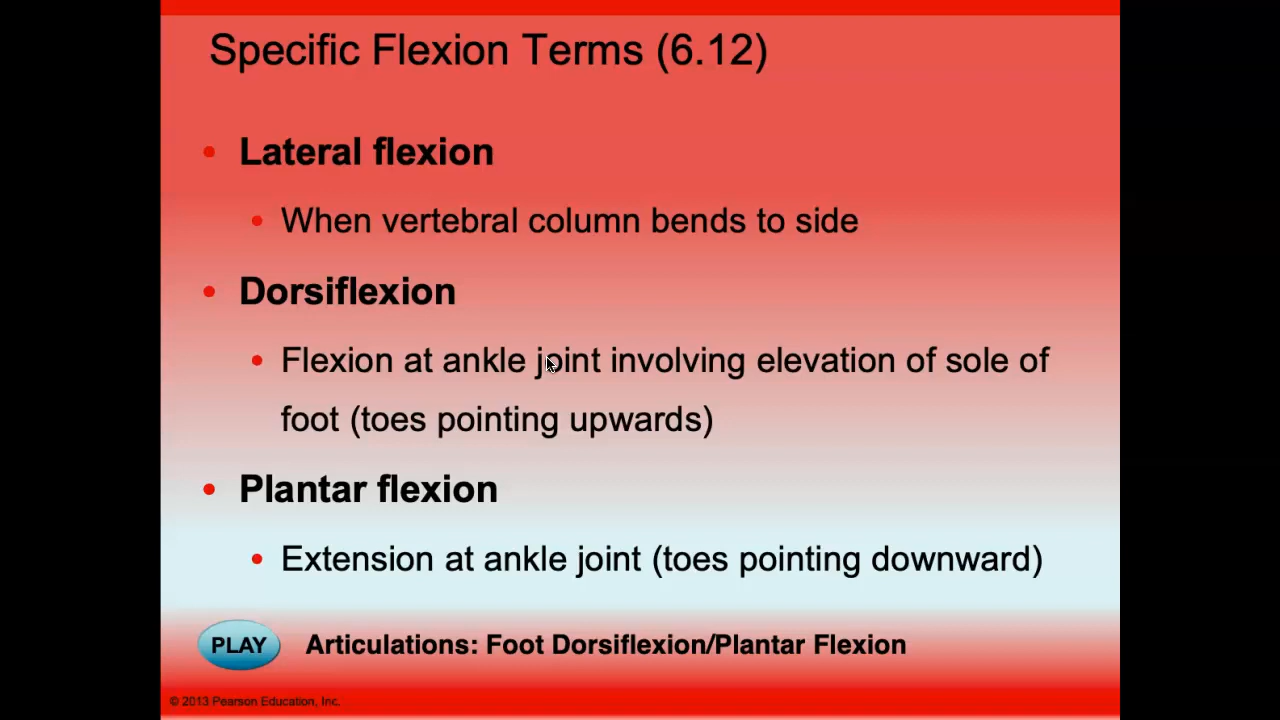 Specific Flexion Terms (6.12)
• Lateral flexion
• When vertebral column bends to side
• Dorsiflexion
• Flexion at ankle joint involving elevation of sole of
foot (toes pointing upwards)
• Plantar flexion
• Extension at ankle joint (toes pointing downward)
PLAY Articulations: Foot Dorsiflexion/Plantar Flexion
© 2013 Pearson Education, Inc.